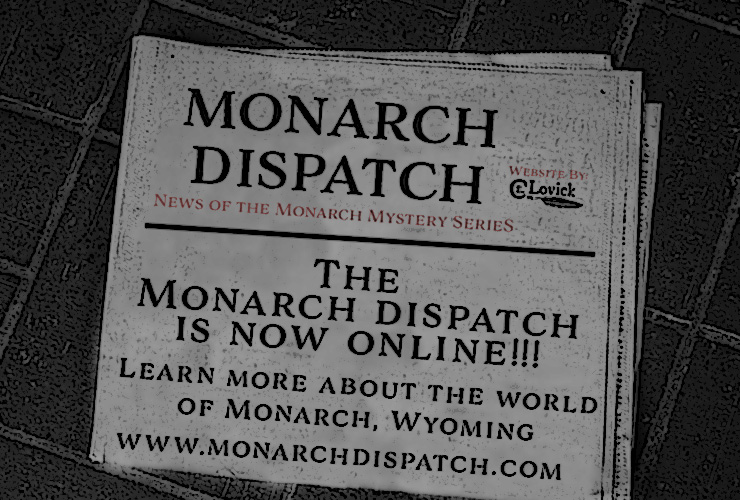 MONARCH
DISPATCH
WEBSITE BY:
CLovick
NEWS OF THE MONARCH MYSTERY SERIES
THE
MONARCH DISPATCH
IS NOW ONLINE!!!
LEARN MORE ABOUT THE WORLD
OF MONARCH, WYOMING
WWW.MONARCHDISPATCH.COM